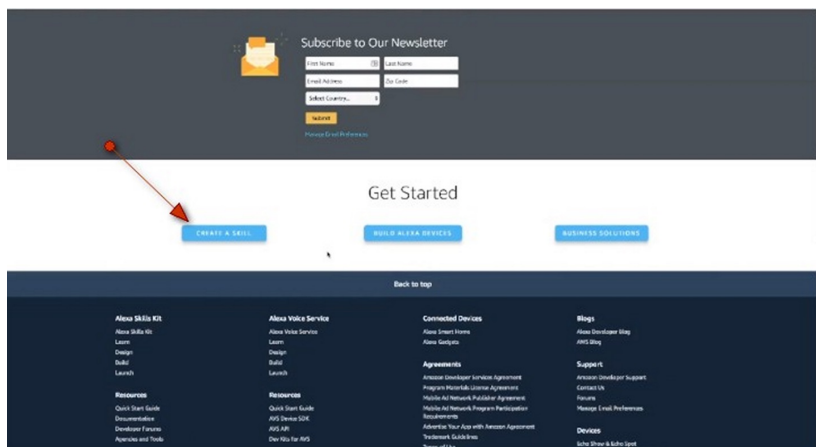 Subscribe to Our Newsletter
First Name
Last Name
Email Address
Zip Code
Select Country...
Submit
Manage Email Preferences
Get Started
CREATE A SKILL
BUILD ALEXA DEVICES
BUSINESS SOLUTIONS
Back to top
Alexa Skills Kit
Alexa Skills Kit
Learn
Design
Build
Launch
Resources
Quick Start Guide
Documentation
Developer Forums
Agencies and Tools
Alexa Voice Service
Alexa Voice Service
Learn
Design
Build
Launch
Resources
Quick Start Guide
AVS Device SDK
AVS API
Dev Kits for AVS
Connected Devices
Alexa Smart Home
Alexa Gadgets
Agreements
Amazon Developer Services Agreement
Program Materials License Agreement
Mobile Ad Network Publisher Agreement
Mobile Ad Network Program Participation
Requirements
Advertise Your App with Amazon Agreement
Trademark Guidelines
Terms of Use
Blogs
Alexa Developer Blog
AWS Blog
Support
Amazon Developer Support
Contact Us
Forums
Manage Email Preferences
Devices
Echo Show & Echo Spot